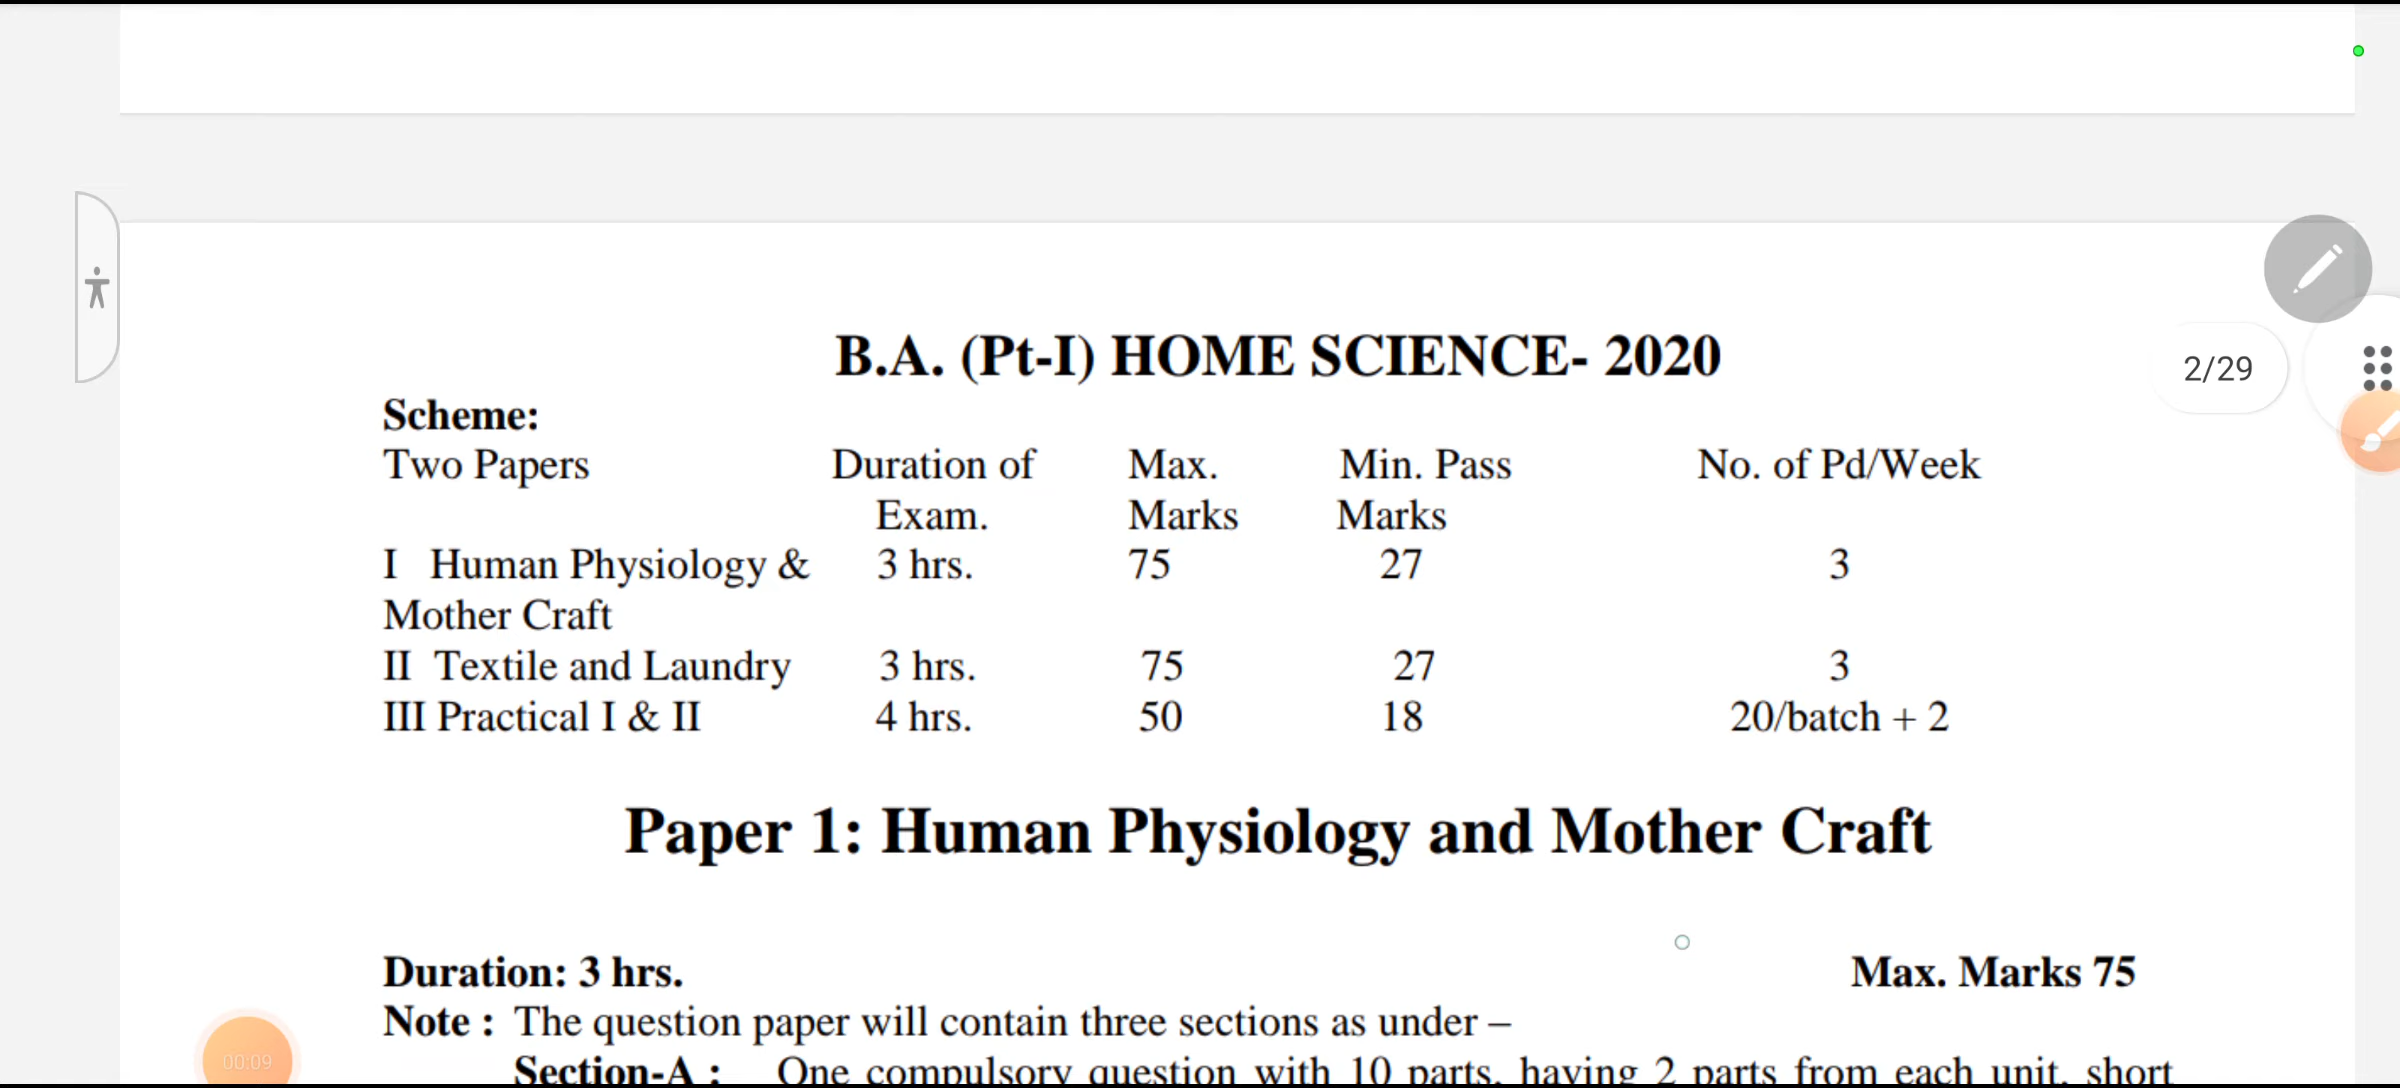 B.A. (Pt-I) HOME SCIENCE- 2020
2/29
Scheme:
Two Papers Duration of Max. Min. Pass No. of Pd/Week
Exam. Marks Marks
I Human Physiology & 3 hrs. 75 27 3
Mother Craft
II Textile and Laundry 3 hrs. 75 27 3
III Practical I & II 4 hrs. 50 18 20/batch + 2
Paper 1: Human Physiology and Mother Craft
Duration: 3 hrs. Max. Marks 75
Note : The question paper will contain three sections as under –
00:09
Section-A : One compulsory question with 10 parts, having 2 parts from each unit, short